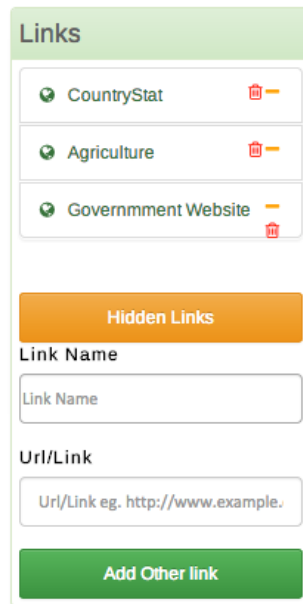 Links
CountryStat
Agriculture
Governmment Website
Hidden Links
Link Name
Link Name
Url/Link
Url/Link eg. http://www.example.
Add Other link